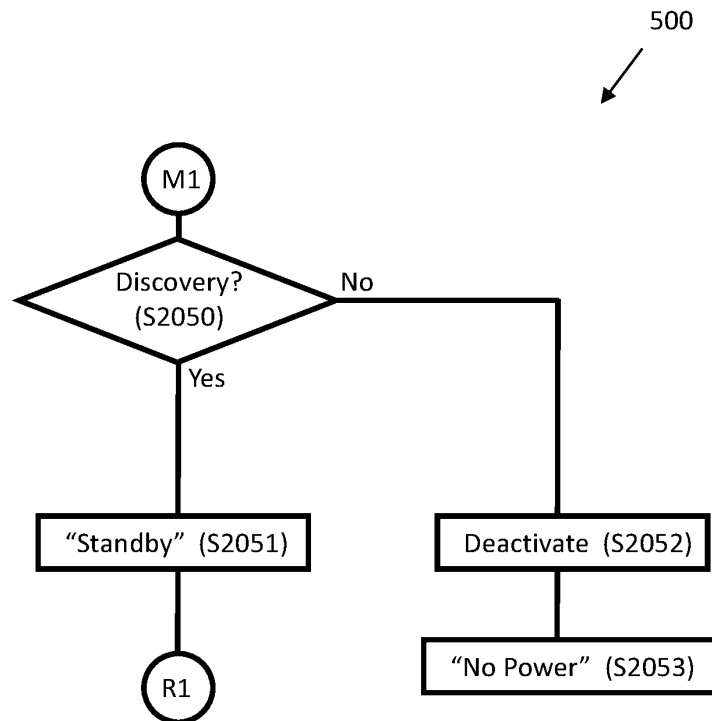 500
M1
Discovery?
(S2050)
No
Yes
“Standby” (S2051)
Deactivate (S2052)
R1
“No Power” (S2053)